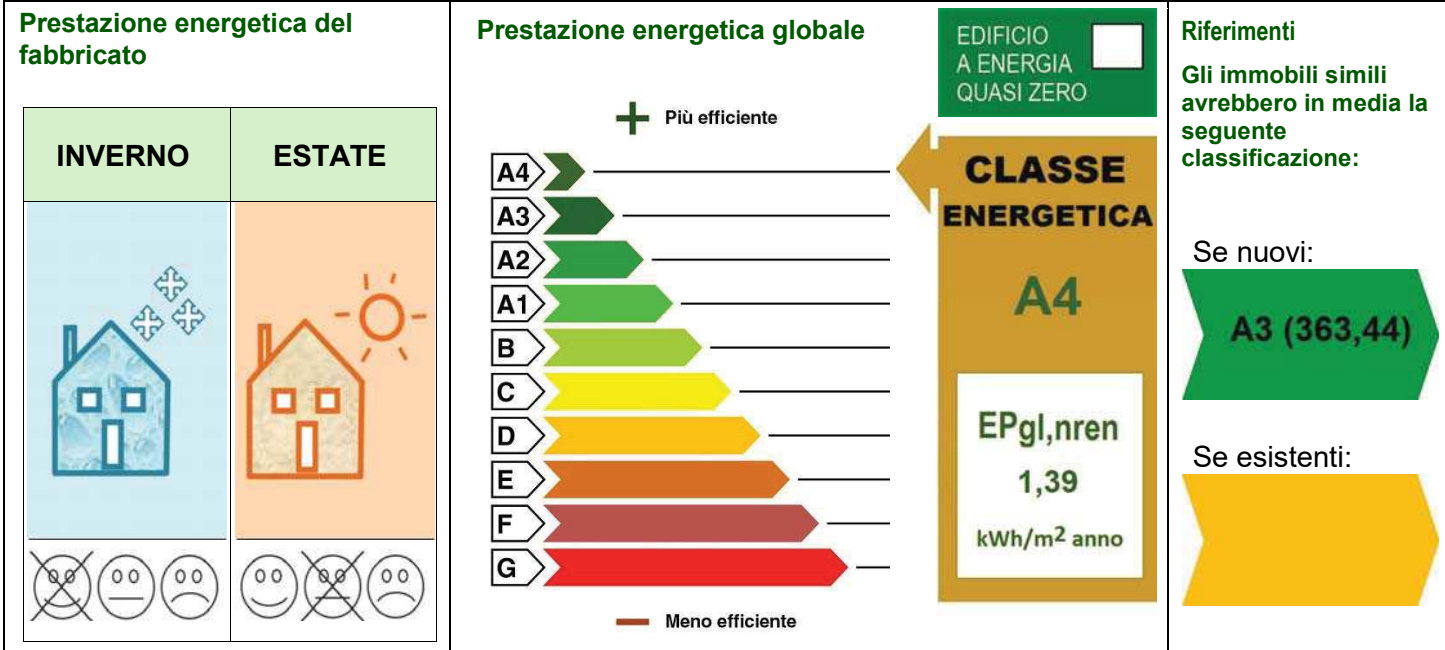 Prestazione energetica del
fabbricato
INVERNO
ESTATE
Prestazione energetica globale
Più efficiente
A4
A3
A2
A1
B
C
D
E
F
G
Meno efficiente
EDIFICIO
A ENERGIA
QUASI ZERO
CLASSE
ENERGETICA
A4
EPgl,nren
1,39
kWh/m² anno
Riferimenti
Gli immobili simili
avrebbero in media la
seguente
classificazione:
Se nuovi:
A3 (363,44)
Se esistenti: